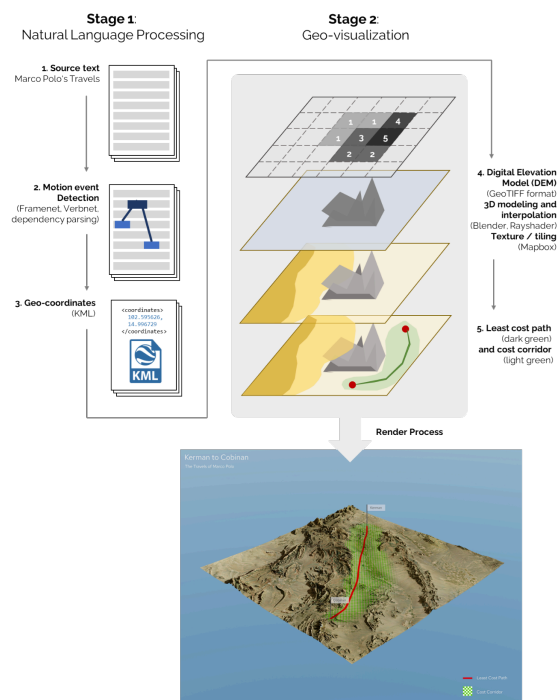 Stage 1:
Natural Language Processing
Stage 2:
Geo-visualization
1. Source text
Marco Polo's Travels
2. Motion event
Detection
(Framenet, Verbnet,
dependency parsing)
3. Geo-coordinates
(KML)
<coordinates>
102.595626,
14.996729
</coordinates>
KML
1 1 4
1 3 5
2 2
4. Digital Elevation
Model (DEM)
(GeoTIFF format)
3D modeling and
interpolation
(Blender, Rayshader)
Texture / tiling
(Mapbox)
5. Least cost path
(dark green)
and cost corridor
(light green)
Render Process
Kerman to Cobinan
The Travels of Marco Polo
Least Cost Path
Cost Corridor